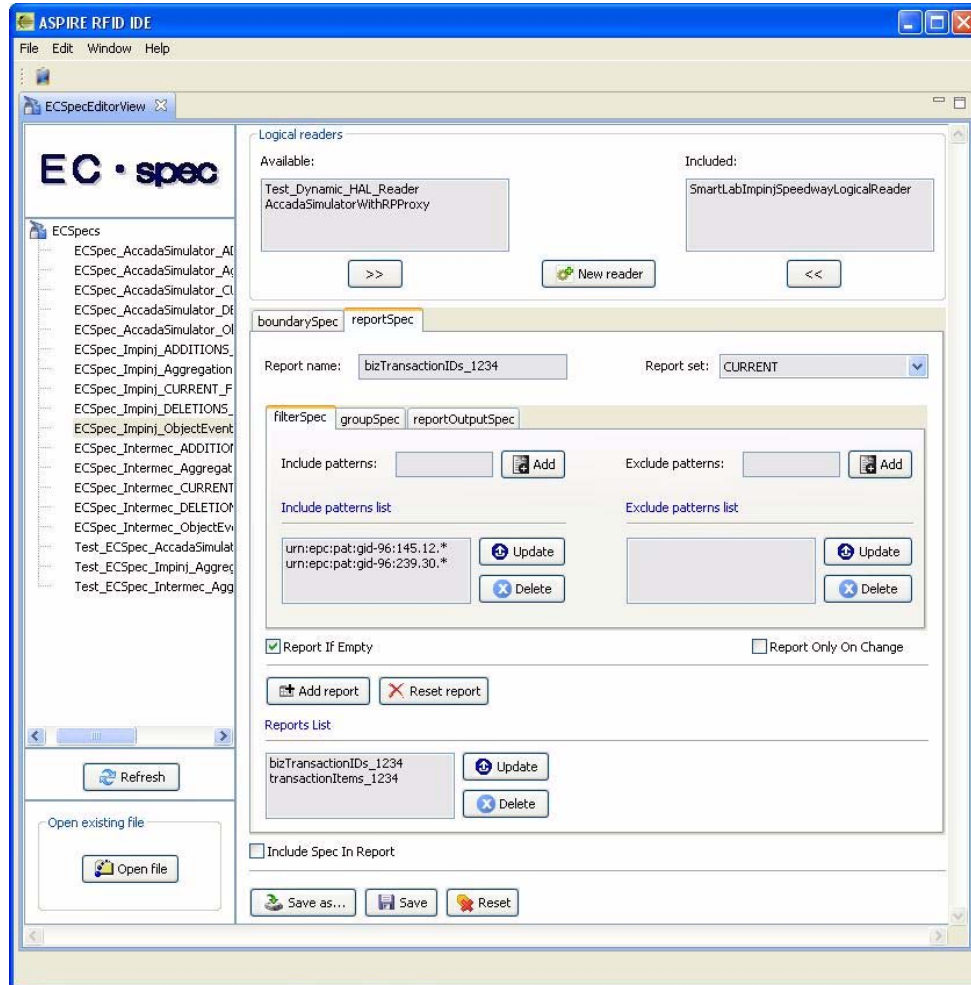 ASPIRE RFID IDE
File Edit Window Help
ECSpecEditorView
EC • spec
ECSpecs
ECSpec_AccadaSimulator_AD
ECSpec_AccadaSimulator_Ag
ECSpec_AccadaSimulator_CU
ECSpec_AccadaSimulator_DE
ECSpec_AccadaSimulator_Ol
ECSpec_Impinj_ADDITIONS_
ECSpec_Impinj_Aggregation
ECSpec_Impinj_CURRENT_F
ECSpec_Impinj_DELETIONS_
ECSpec_Impinj_ObjectEvent
ECSpec_Intermec_ADDITION
ECSpec_Intermec_Aggregat
ECSpec_Intermec_CURRENT
ECSpec_Intermec_DELETION
ECSpec_Intermec_ObjectEve
Test_ECSpec_AccadaSimulat
Test_ECSpec_Impinj_Aggreg
Test_ECSpec_Intermec_Agg
Refresh
Open existing file
Open file
Logical readers
Available: Included:
Test_Dynamic_HAL_Reader
AccadaSimulatorWithRPProxy
SmartLabImpinjSpeedwayLogicalReader
>> New reader <<
boundarySpec reportSpec
Report name: bizTransactionIDs_1234 Report set: CURRENT
filterSpec groupSpec reportOutputSpec
Include patterns: Add Exclude patterns: Add
Include patterns list Exclude patterns list
urn:epc:pat:gid-96:145.12.*
urn:epc:pat:gid-96:239.30.*
Update Update
Delete Delete
Report If Empty Report Only On Change
Add report Reset report
Reports List
bizTransactionIDs_1234
transactionItems_1234
Update
Delete
Include Spec In Report
Save as... Save Reset